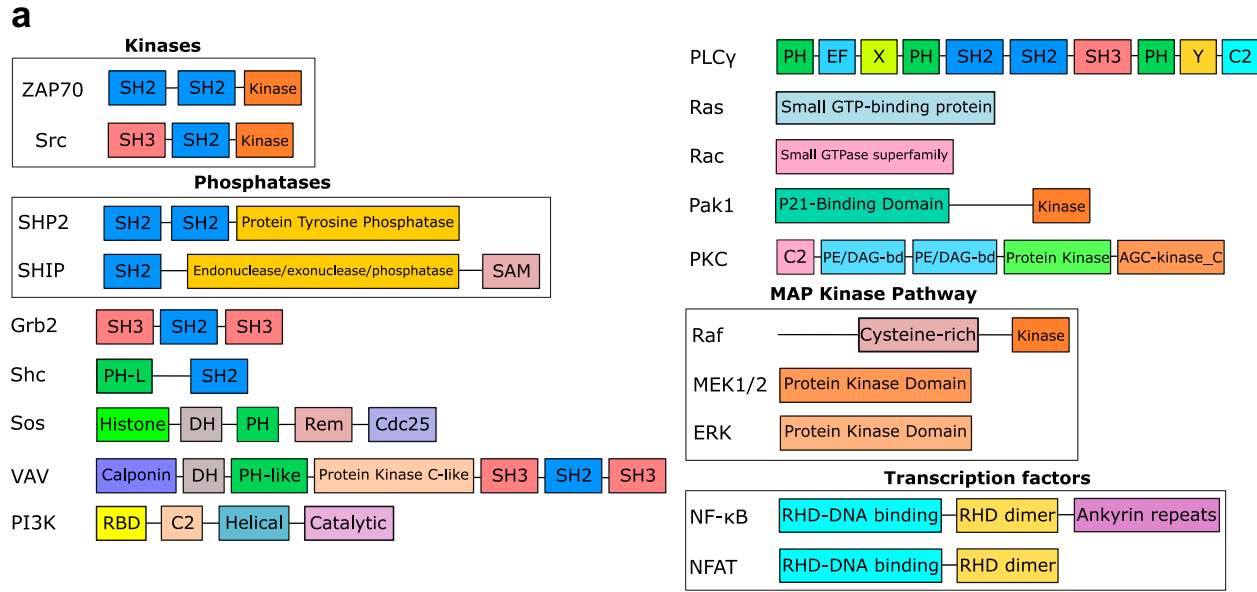 a
Kinases
ZAP70 SH2 SH2 Kinase
Src SH3 SH2 Kinase
Phosphatases
SHP2 SH2 SH2 Protein Tyrosine Phosphatase
SHIP SH2 Endonuclease/exonuclease/phosphatase SAM
Grb2 SH3 SH2 SH3
Shc PH-L SH2
Sos Histone DH PH Rem Cdc25
VAV Calponin DH PH-like Protein Kinase C-like SH3 SH2 SH3
PI3K RBD C2 Helical Catalytic
PLCγ PH EF X PH SH2 SH2 SH3 PH Y C2
Ras Small GTP-binding protein
Rac Small GTPase superfamily
Pak1 P21-Binding Domain Kinase
PKC C2 PE/DAG-bd PE/DAG-bd Protein Kinase AGC-kinase_C
MAP Kinase Pathway
Raf Cysteine-rich Kinase
MEK1/2 Protein Kinase Domain
ERK Protein Kinase Domain
Transcription factors
NF-κB RHD-DNA binding RHD dimer Ankyrin repeats
NFAT RHD-DNA binding RHD dimer